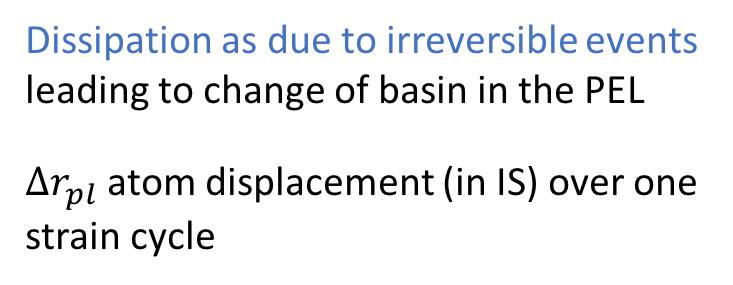 Dissipation as due to irreversible events
leading to change of basin in the PEL
Δr_pl atom displacement (in IS) over one
strain cycle